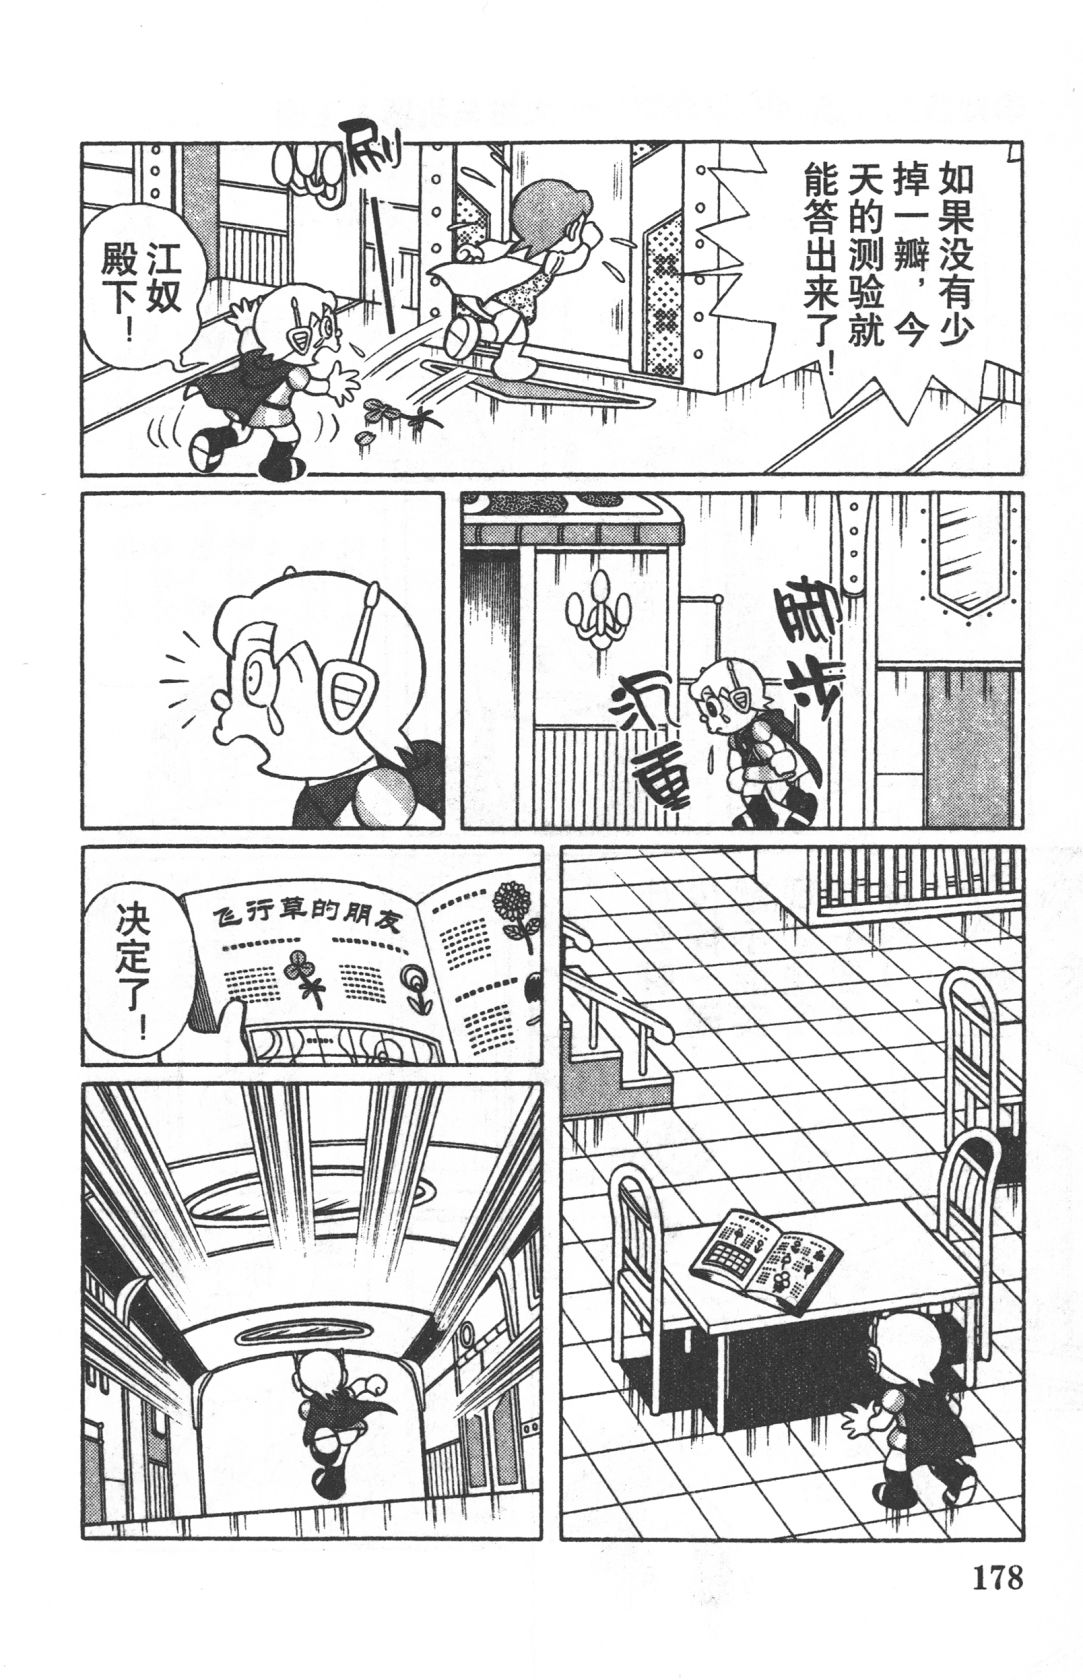 如果没有少
掉一瓣，今
天的测验就
能答出来了！
刷
江奴
殿下！
步
沉
重
飞行草的朋友
决
定
了！
178